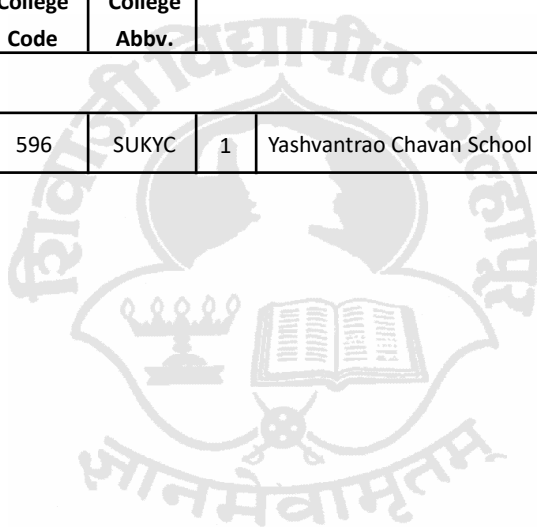 College College
Code Abbv.
शिवाजी विद्यापीठ कोल्हापूर
596 SUKYC 1 Yashvantrao Chavan School
ज्ञानमेवामृतम्